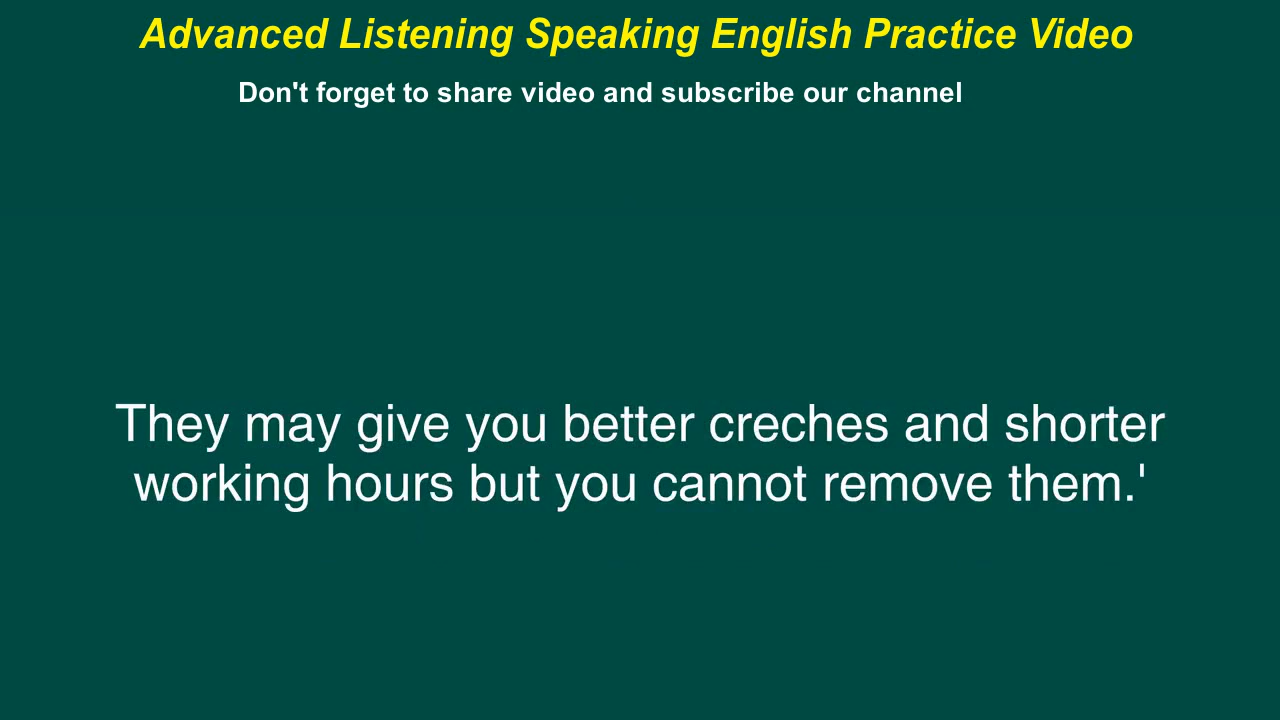 Advanced Listening Speaking English Practice Video
Don't forget to share video and subscribe our channel
They may give you better creches and shorter
working hours but you cannot remove them.'